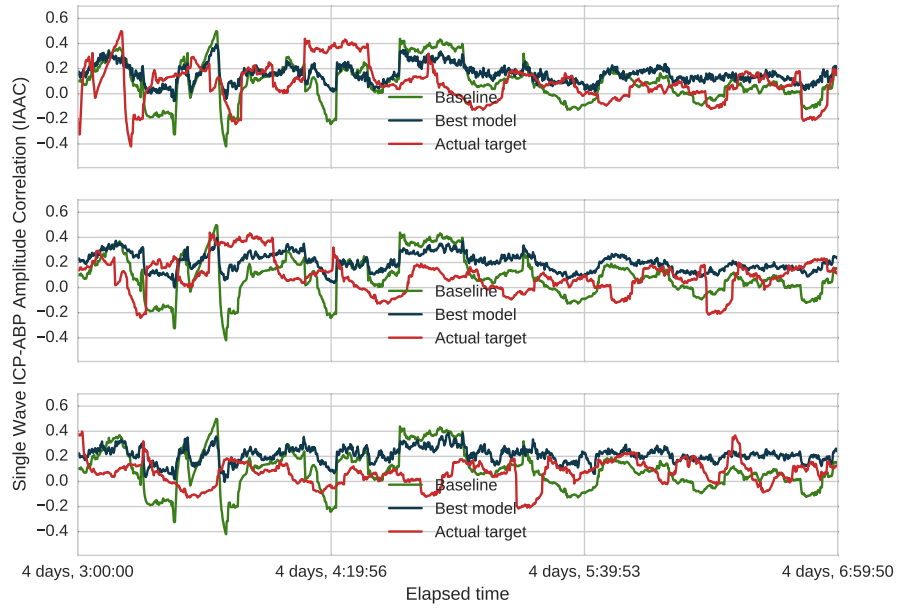 Single Wave ICP-ABP Amplitude Correlation (IAAC)
0.6
0.4
0.2
0.0
−0.2
−0.4
Baseline
Best model
Actual target
0.6
0.4
0.2
0.0
−0.2
−0.4
Baseline
Best model
Actual target
0.6
0.4
0.2
0.0
−0.2
−0.4
Baseline
Best model
Actual target
4 days, 3:00:00 4 days, 4:19:56 4 days, 5:39:53 4 days, 6:59:50
Elapsed time